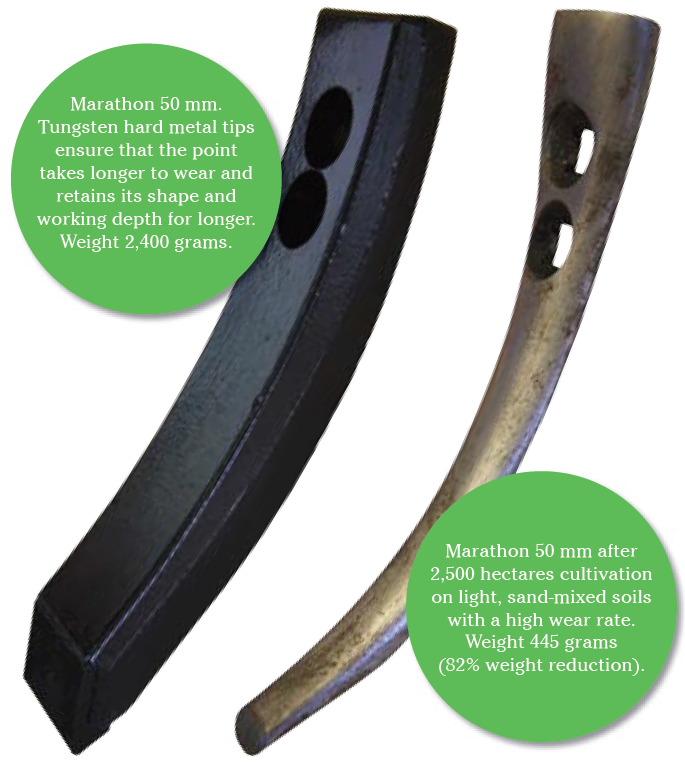 Marathon 50 mm.
Tungsten hard metal tips
ensure that the point
takes longer to wear and
retains its shape and
working depth for longer.
Weight 2,400 grams.
Marathon 50 mm after
2,500 hectares cultivation
on light, sand-mixed soils
with a high wear rate.
Weight 445 grams
(82% weight reduction).